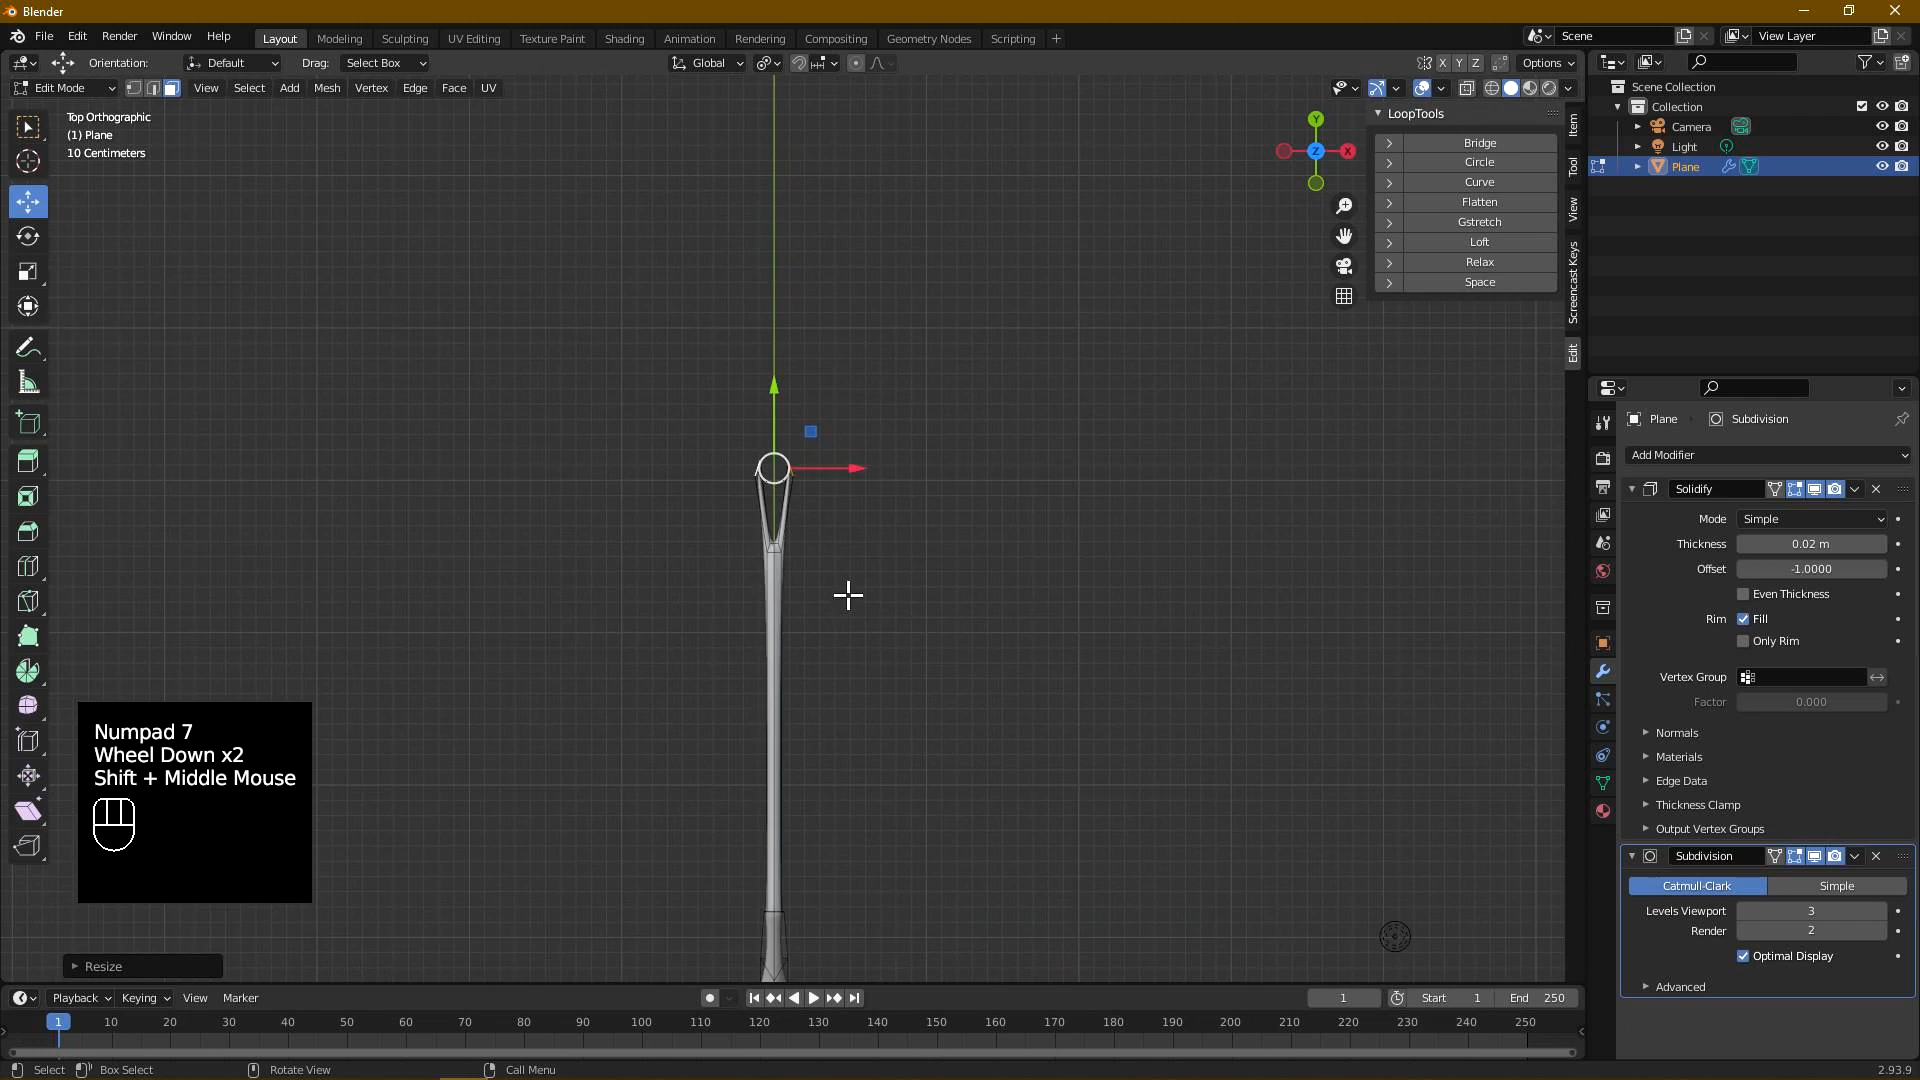 Blender
File Edit Render Window Help Layout Modeling Sculpting UV Editing Texture Paint Shading Animation Rendering Compositing Geometry Nodes Scripting + Scene View Layer
Orientation: Default Drag: Select Box Global X Y Z Options
Edit Mode View Select Add Mesh Vertex Edge Face UV
Top Orthographic
(1) Plane
10 Centimeters
Y
X
Z
LoopTools
Bridge
Circle
Curve
Flatten
Gstretch
Loft
Relax
Space
Item
Tool
View
Screencast Keys
Edit
Scene Collection
Collection
Camera
Light
Plane
Plane Subdivision
Add Modifier
Solidify
Mode Simple
Thickness 0.02 m
Offset -1.0000
Even Thickness
Rim Fill
Only Rim
Vertex Group
Factor 0.000
Normals
Materials
Edge Data
Thickness Clamp
Output Vertex Groups
Subdivision
Catmull-Clark Simple
Levels Viewport 3
Render 2
Optimal Display
Advanced
Numpad 7
Wheel Down x2
Shift + Middle Mouse
Resize
Playback Keying View Marker 1 Start 1 End 250
1 10 20 30 40 50 60 70 80 90 100 110 120 130 140 150 160 170 180 190 200 210 220 230 240 250
Select Box Select Rotate View Call Menu 2.93.9